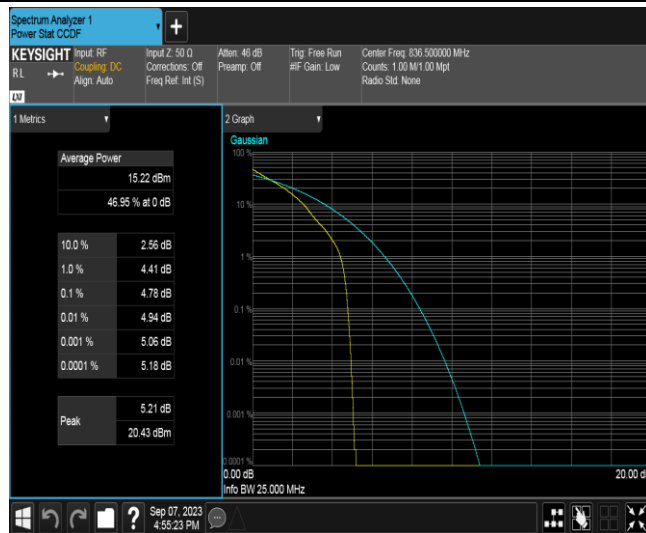 Spectrum Analyzer 1
Power Stat CCDF
+
KEYSIGHT
RL
LXI
Input: RF
Coupling: DC
Align: Auto
Input Z: 50 Ω
Corrections: Off
Freq Ref: Int (S)
Atten: 46 dB
Preamp: Off
Trig: Free Run
#IF Gain: Low
Center Freq: 836.500000 MHz
Counts: 1.00 M/1.00 Mpt
Radio Std: None
1 Metrics
Average Power
15.22 dBm
46.95 % at 0 dB
10.0 % 2.56 dB
1.0 % 4.41 dB
0.1 % 4.78 dB
0.01 % 4.94 dB
0.001 % 5.06 dB
0.0001 % 5.18 dB
Peak
5.21 dB
20.43 dBm
2 Graph
Gaussian
100 %
10 %
1 %
0.1 %
0.01 %
0.001 %
0.0001 %
0.00 dB
20.00 d
Info BW 25.000 MHz
?
Sep 07, 2023
4:55:23 PM